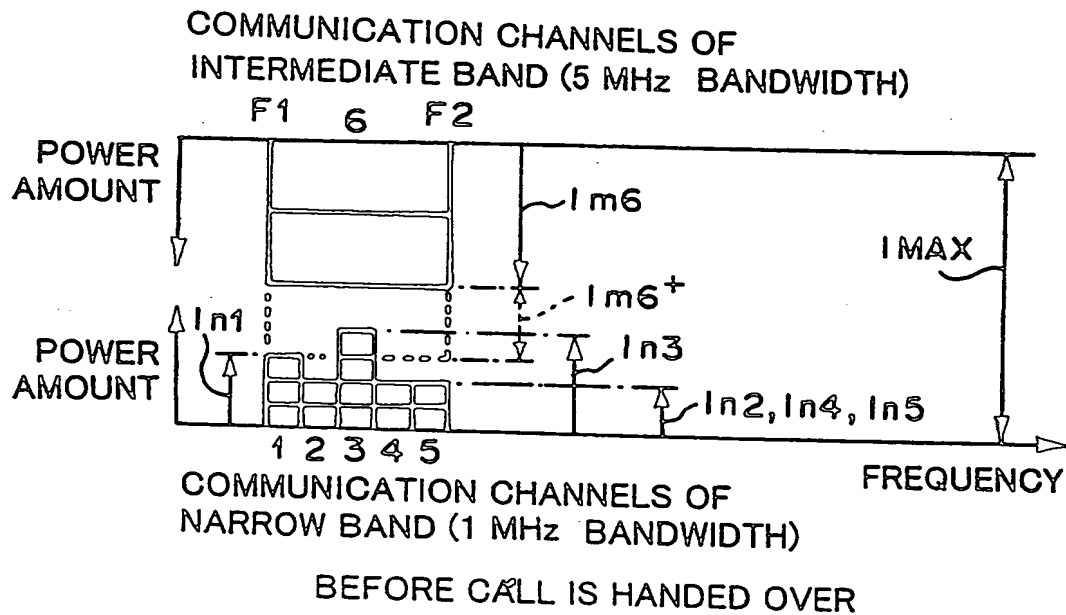 COMMUNICATION CHANNELS OF
INTERMEDIATE BAND (5 MHz BANDWIDTH)
F1 6 F2
POWER
AMOUNT
Im6
IMAX
Im6+
In1
POWER
AMOUNT
In3
In2, In4, In5
1 2 3 4 5
FREQUENCY
COMMUNICATION CHANNELS OF
NARROW BAND (1 MHz BANDWIDTH)
BEFORE CALL IS HANDED OVER